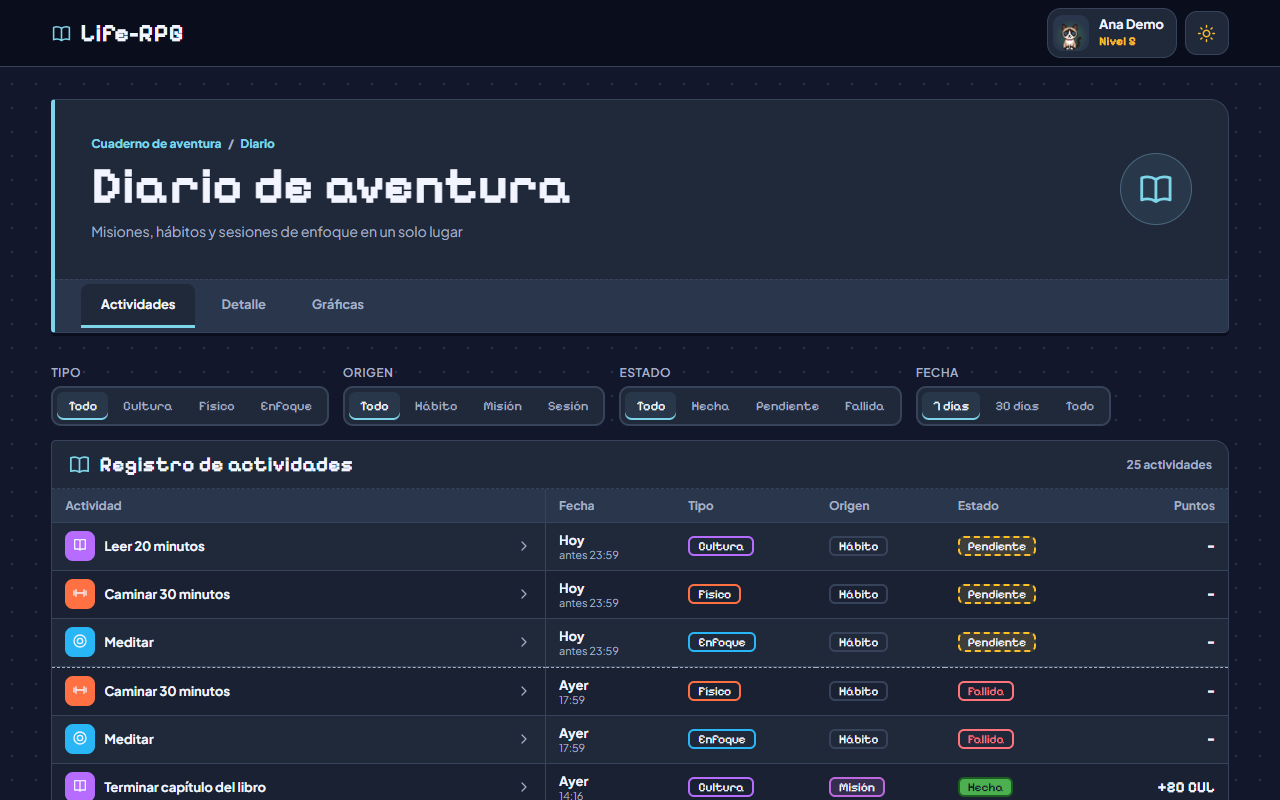 Life-RPG
Ana Demo
Nivel 8
Cuaderno de aventura / Diario
Diario de aventura
Misiones, hábitos y sesiones de enfoque en un solo lugar
Actividades Detalle Gráficas
TIPO ORIGEN ESTADO FECHA
Todo Cultura Físico Enfoque Todo Hábito Misión Sesión Todo Hecha Pendiente Fallida 7 días 30 días Todo
Registro de actividades 25 actividades
Actividad Fecha Tipo Origen Estado Puntos
Leer 20 minutos Hoy antes 23:59 Cultura Hábito Pendiente –
Caminar 30 minutos Hoy antes 23:59 Físico Hábito Pendiente –
Meditar Hoy antes 23:59 Enfoque Hábito Pendiente –
Caminar 30 minutos Ayer 17:59 Físico Hábito Fallida –
Meditar Ayer 17:59 Enfoque Hábito Fallida –
Terminar capítulo del libro Ayer 14:16 Cultura Misión Hecha +80 CUL